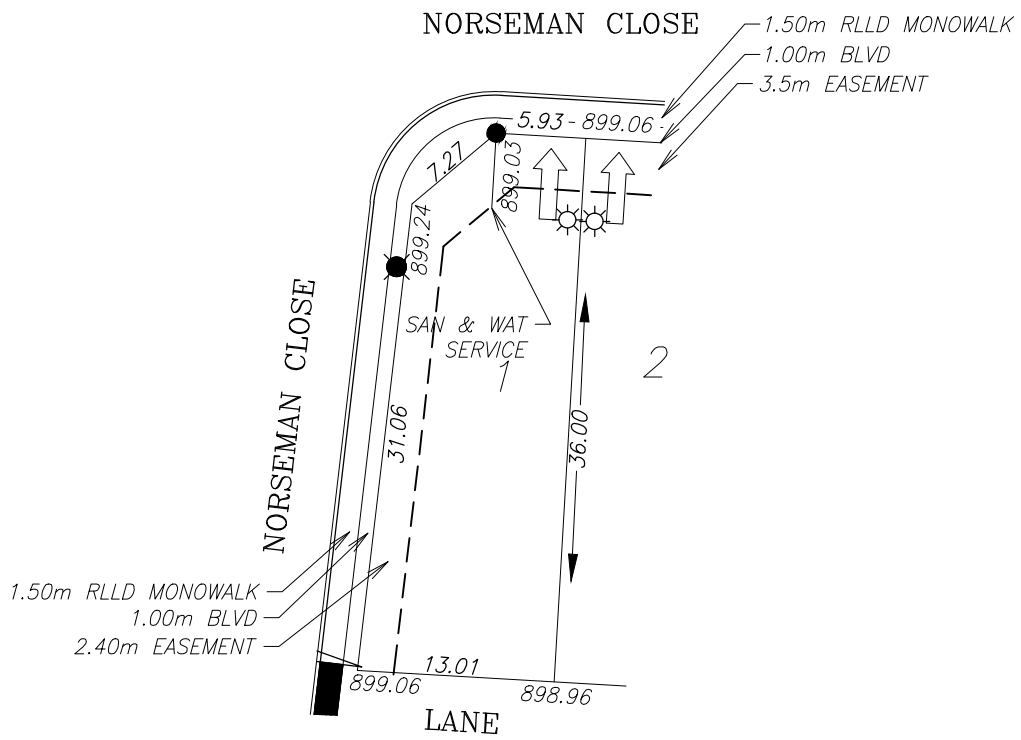 NORSEMAN CLOSE
1.50m RLLD MONOWALK
1.00m BLVD
3.5m EASEMENT
5.93 - 899.06
7.27
899.03
899.24
SAN & WAT
SERVICE
1
2
NORSEMAN CLOSE
31.06
36.00
1.50m RLLD MONOWALK
1.00m BLVD
2.40m EASEMENT
13.01
899.06
898.96
LANE